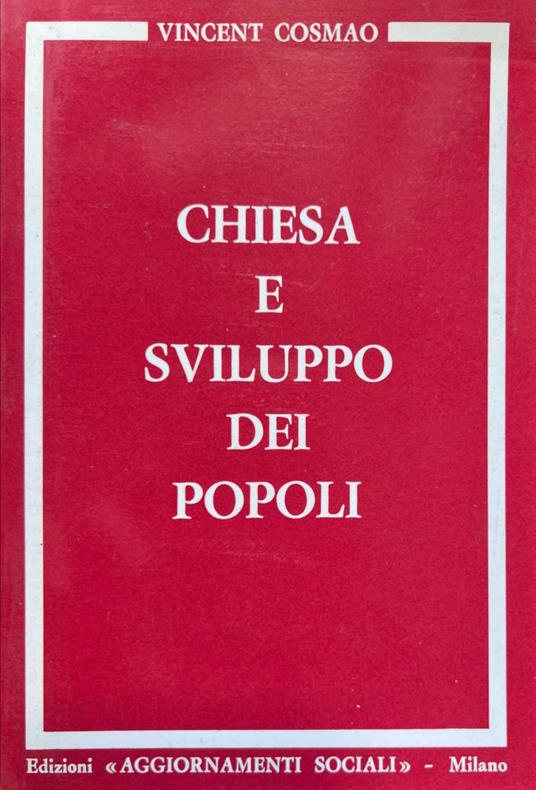 VINCENT COSMAO
CHIESA
E
SVILUPPO
DEI
POPOLI
Edizioni «AGGIORNAMENTI SOCIALI» - Milano